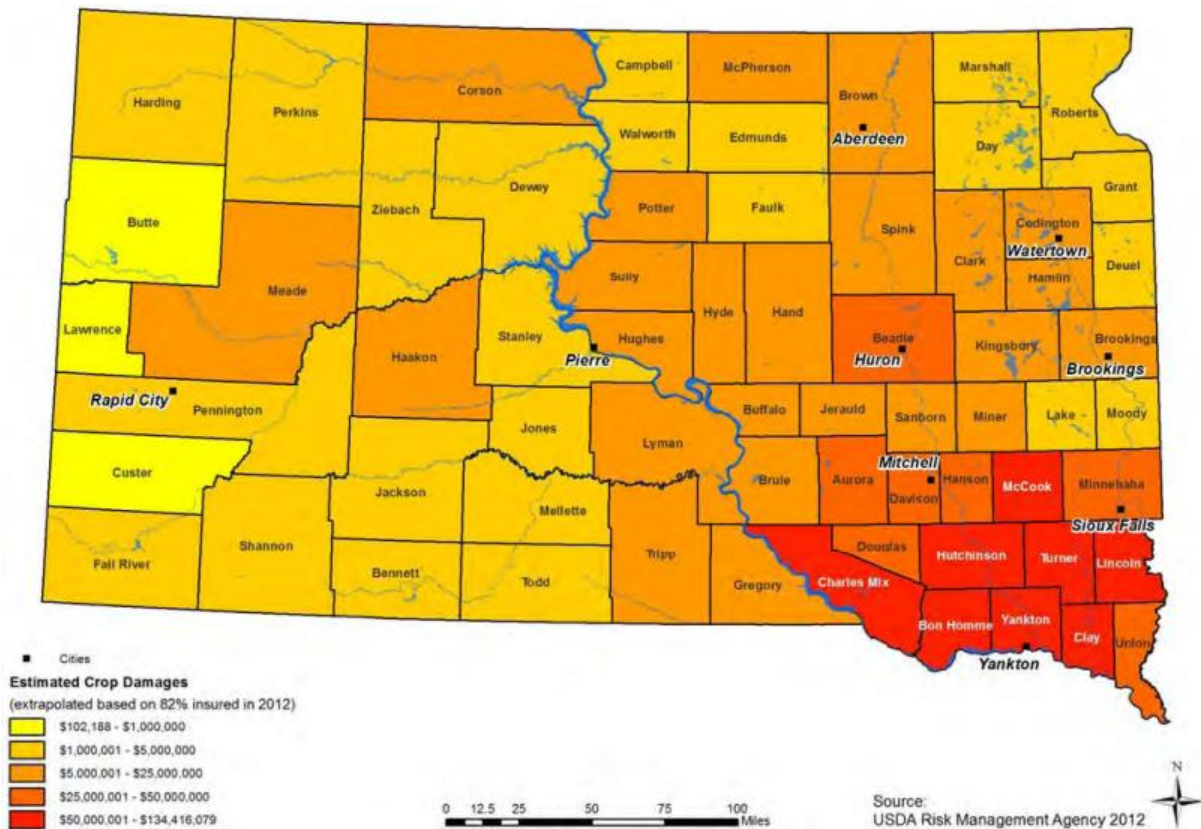 Harding
Perkins
Corson
Campbell
McPherson
Brown
Marshall
Roberts
Walworth
Edmunds
Aberdeen
Day
Dewey
Ziebach
Butte
Potter
Faulk
Spink
Grant
Codington
Watertown
Clark
Hamlin
Deuel
Meade
Sully
Hyde
Hand
Lawrence
Haakon
Stanley
Hughes
Pierre
Beadle
Huron
Kingsbury
Brookings
Brookings
Rapid City
Pennington
Jones
Lyman
Buffalo
Jerauld
Sanborn
Miner
Lake
Moody
Custer
Jackson
Mellette
Brule
Aurora
Mitchell
Davison
Hanson
McCook
Minnehaha
Sioux Falls
Fall River
Shannon
Bennett
Todd
Tripp
Gregory
Charles Mix
Douglas
Hutchinson
Turner
Lincoln
Bon Homme
Yankton
Clay
Union
Yankton
Cities
Estimated Crop Damages
(extrapolated based on 82% insured in 2012)
$102,188 - $1,000,000
$1,000,001 - $5,000,000
$5,000,001 - $25,000,000
$25,000,001 - $50,000,000
$50,000,001 - $134,416,079
0 12.5 25 50 75 100
Miles
N
Source:
USDA Risk Management Agency 2012